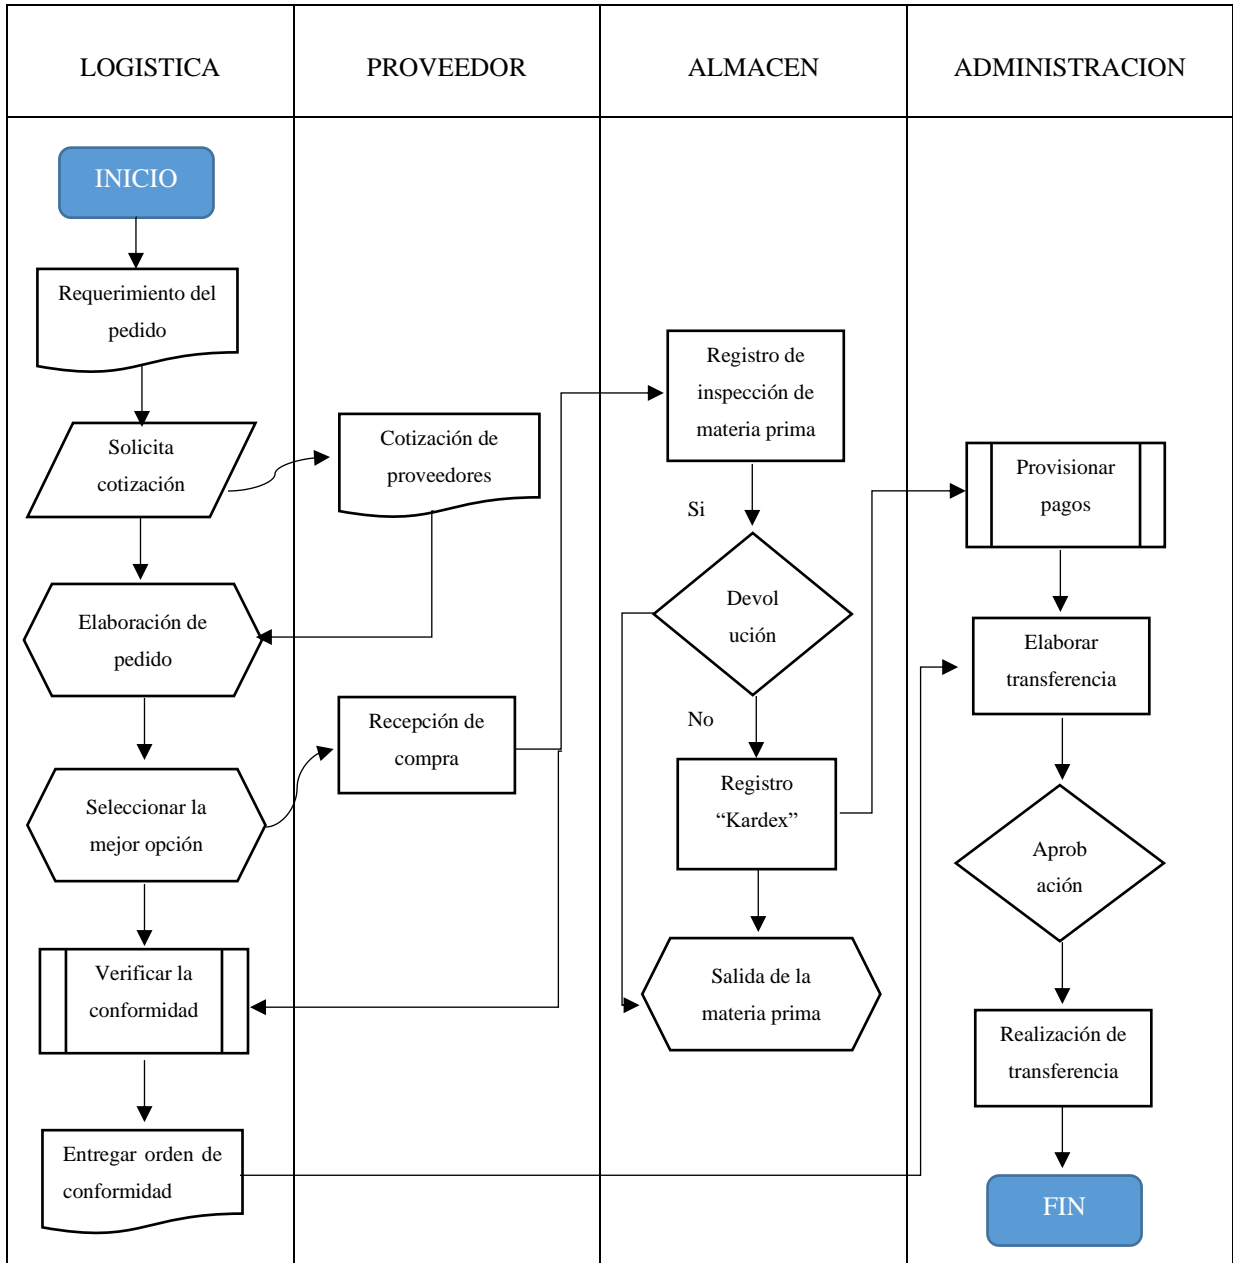 LOGISTICA
PROVEEDOR
ALMACEN
ADMINISTRACION
INICIO
Requerimiento del
pedido
Solicita
cotización
Elaboración de
pedido
Seleccionar la
mejor opción
Verificar la
conformidad
Entregar orden de
conformidad
Cotización de
proveedores
Recepción de
compra
Registro de
inspección de
materia prima
Si
Devol
ución
No
Registro
“Kardex”
Salida de la
materia prima
Provisionar
pagos
Elaborar
transferencia
Aprob
ación
Realización de
transferencia
FIN